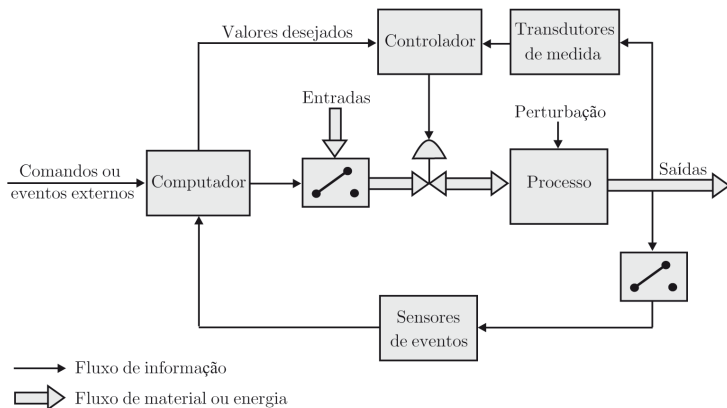 Valores desejados
Controlador
Transdutores
de medida
Entradas
Perturbação
Comandos ou
eventos externos
Computador
Processo
Saídas
Sensores
de eventos
Fluxo de informação
Fluxo de material ou energia